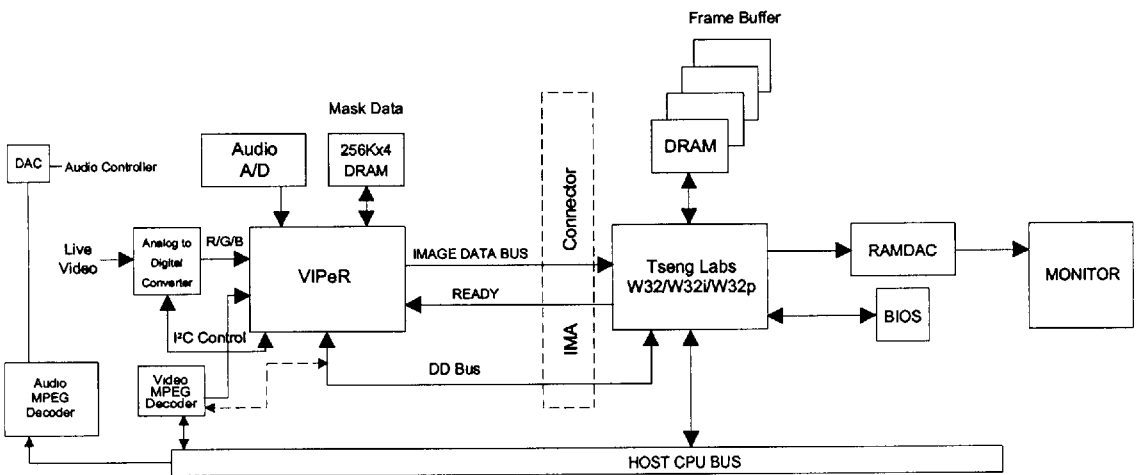 Frame Buffer
Mask Data
DAC
Audio Controller
Audio
A/D
256Kx4
DRAM
DRAM
Connector
IMA
Live
Video
Analog to
Digital
Converter
R/G/B
VIPeR
IMAGE DATA BUS
READY
Tseng Labs
W32/W32i/W32p
RAMDAC
MONITOR
BIOS
I²C Control
DD Bus
Audio
MPEG
Decoder
Video
MPEG
Decoder
HOST CPU BUS